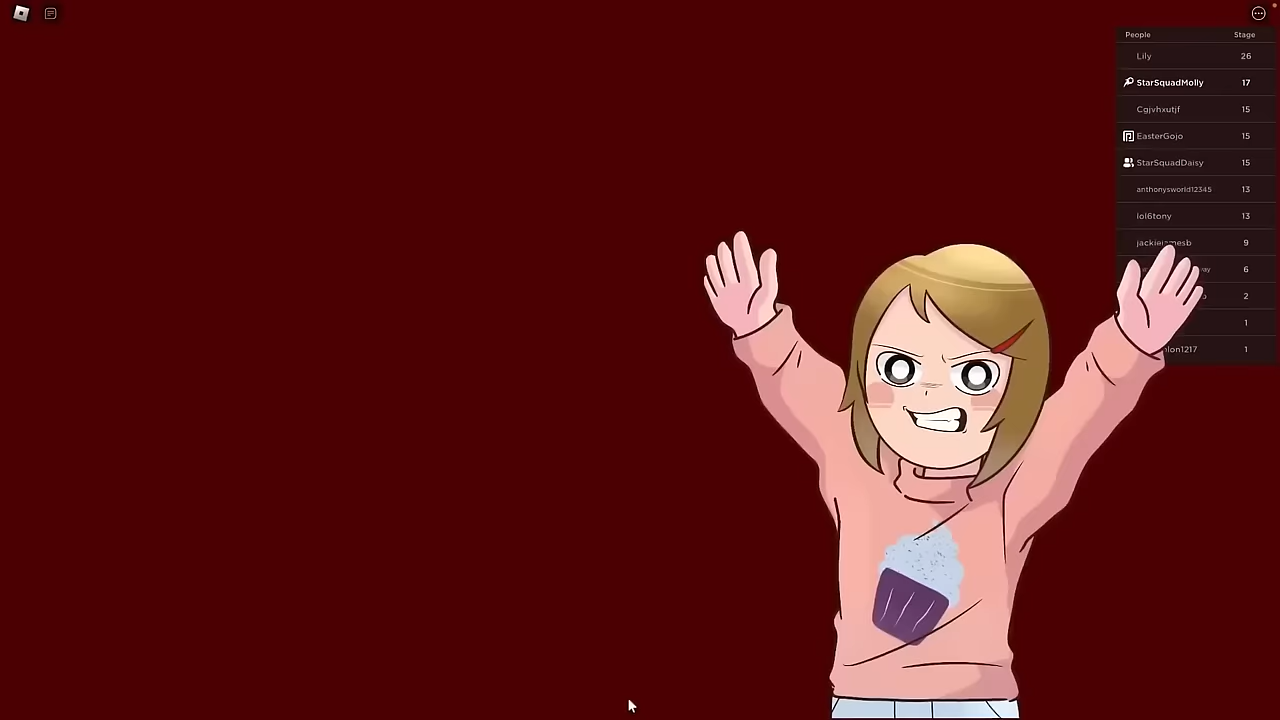 People Stage
Lily 26
StarSquadMolly 17
Cgjvhxutjf 15
EasterGojo 15
StarSquadDaisy 15
anthonysworld12345 13
lol6tony 13
jackiejamesb 9
6
2
1
1